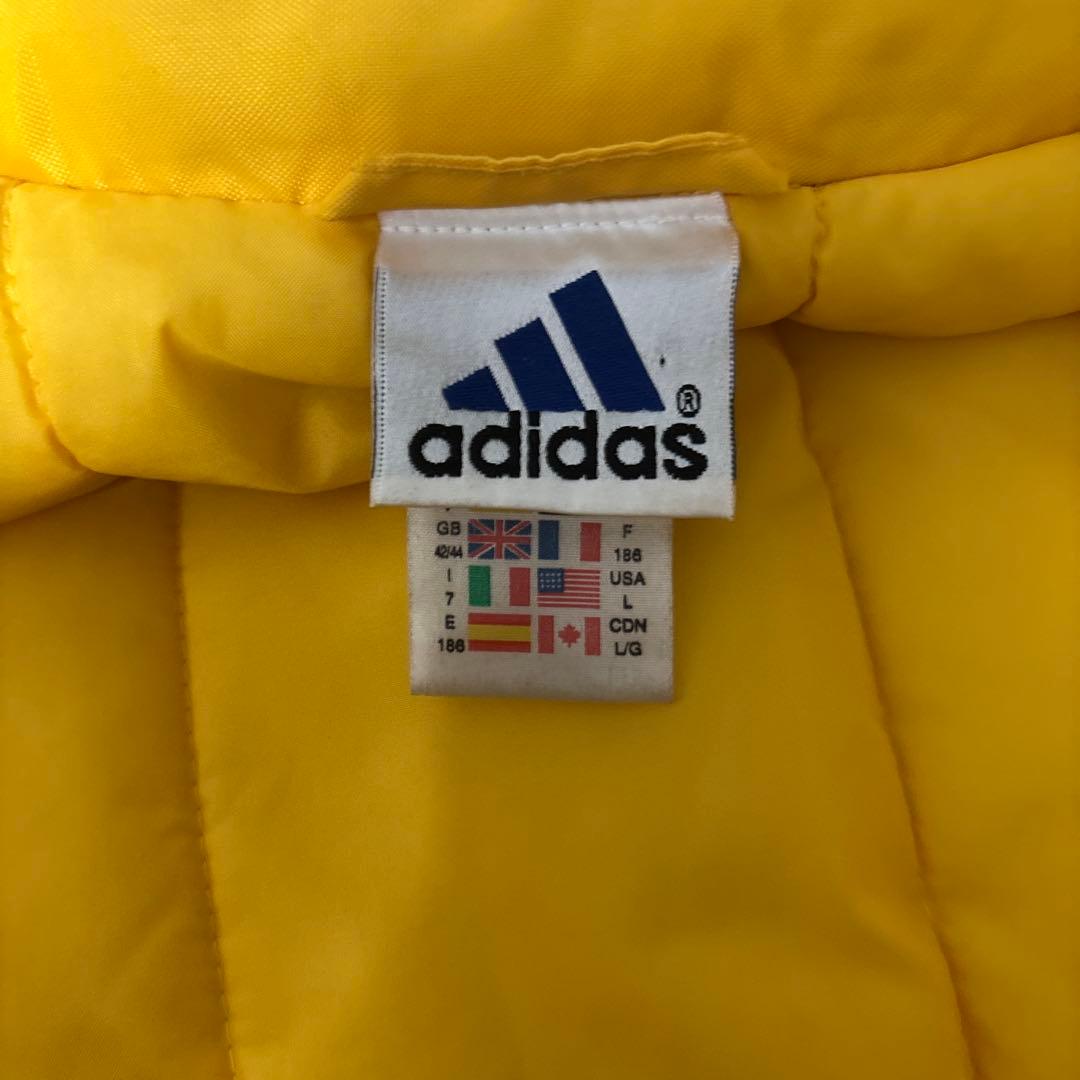 adidas®
GB F
42/44 186
I USA
7 L
E CDN
186 L/G